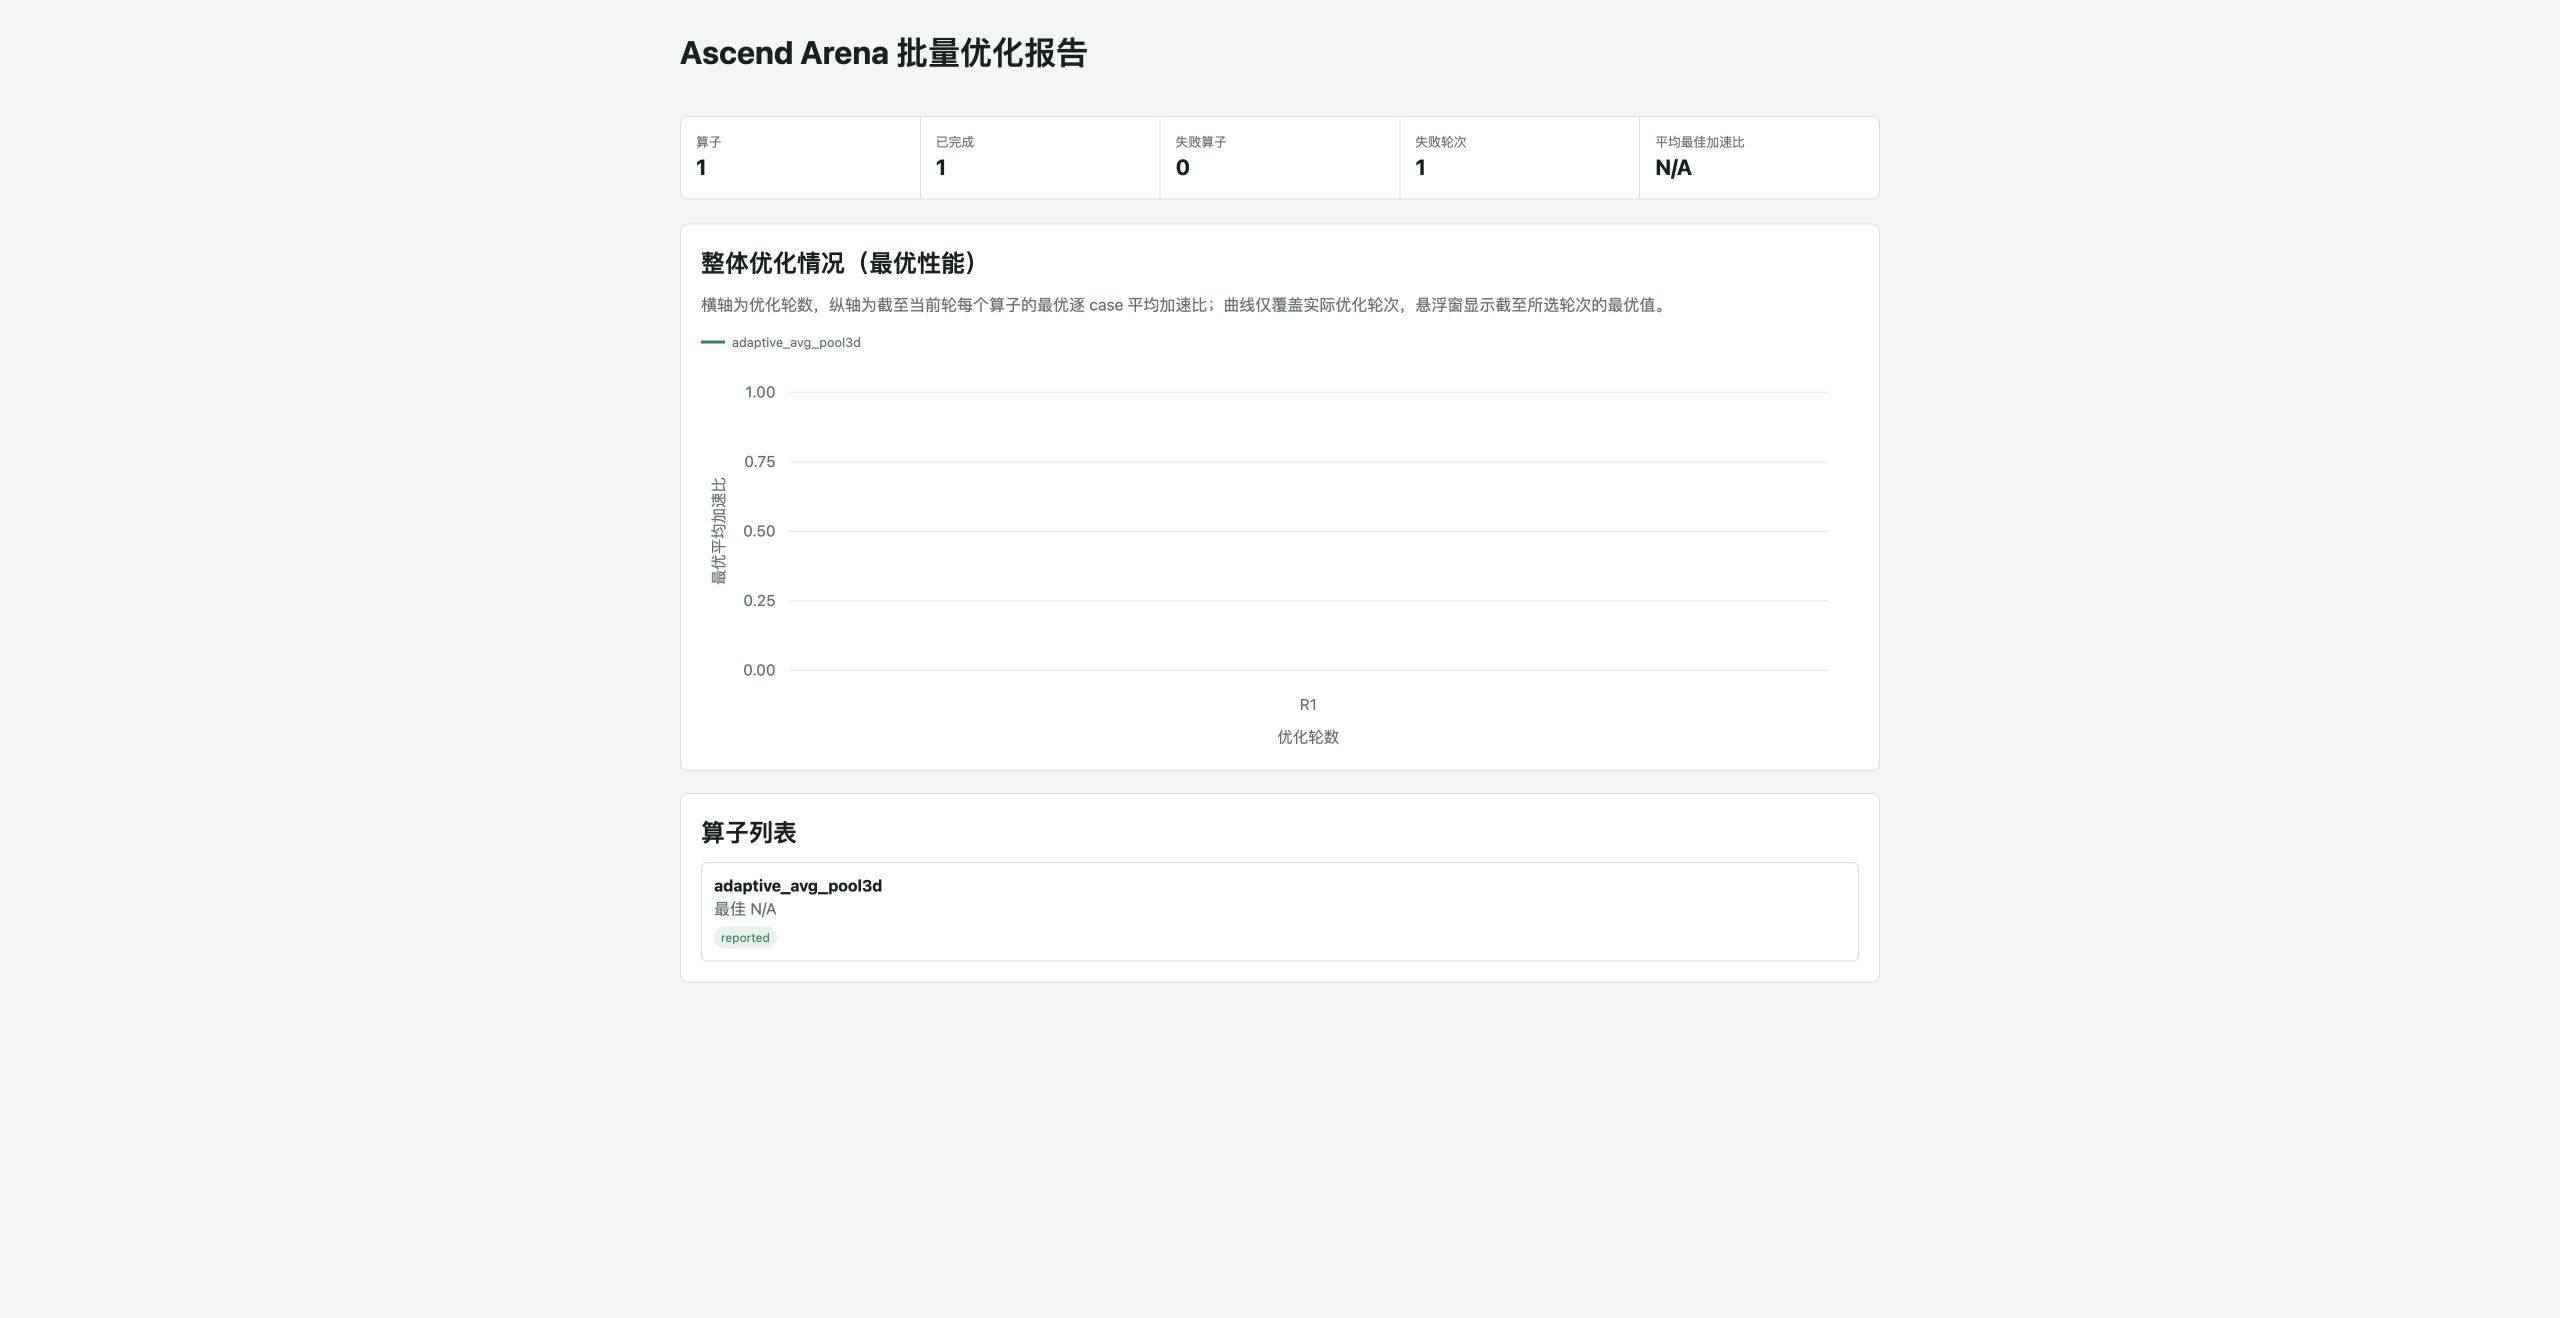 Ascend Arena 批量优化报告
算子
1
已完成
1
失败算子
0
失败轮次
1
平均最佳加速比
N/A
整体优化情况（最优性能）
横轴为优化轮数，纵轴为截至当前轮每个算子的最优逐 case 平均加速比；曲线仅覆盖实际优化轮次，悬浮窗显示截至所选轮次的最优值。
adaptive_avg_pool3d
1.00
0.75
0.50
0.25
0.00
最优平均加速比
R1
优化轮数
算子列表
adaptive_avg_pool3d
最佳 N/A
reported